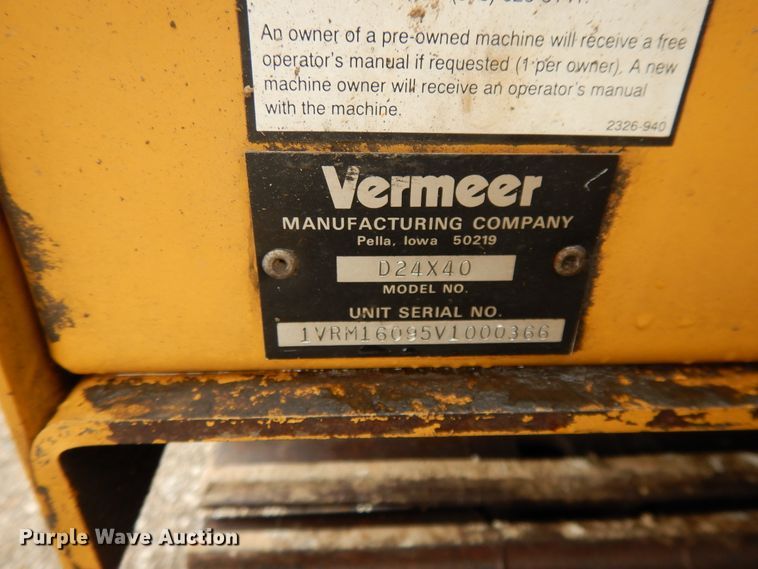 An owner of a pre-owned machine will receive a free
operator's manual if requested (1 per owner). A new
machine owner will receive an operator's manual
with the machine.
2326-940
Vermeer
MANUFACTURING COMPANY
Pella, Iowa 50219
D24X40
MODEL NO.
UNIT SERIAL NO.
1VRM16095V1000366
Purple Wave Auction